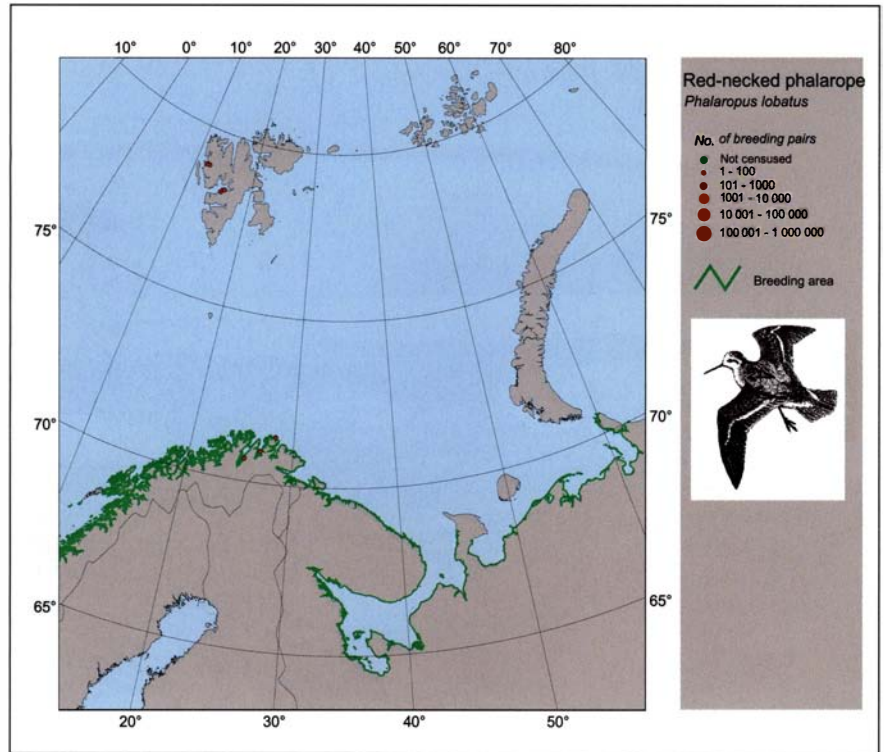 10° 0° 10° 20° 30° 40° 50° 60° 70° 80°
75° 75°
70° 70°
65° 65°
20° 30° 40° 50°
Red-necked phalarope
Phalaropus lobatus
No. of breeding pairs
Not censused
1 - 100
101 - 1000
1001 - 10 000
10 001 - 100 000
100 001 - 1 000 000
Breeding area